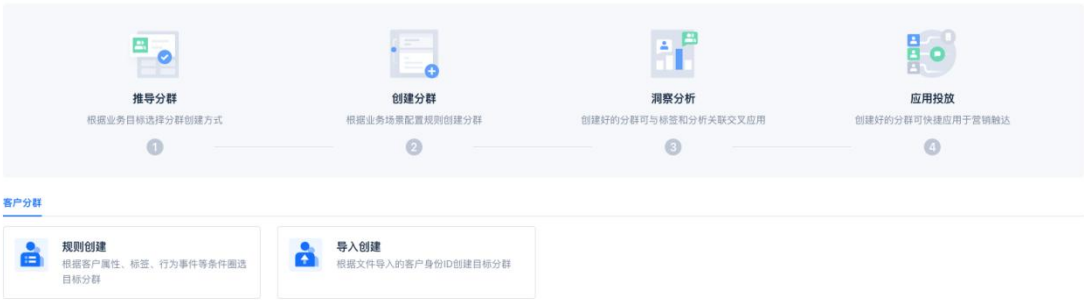 推导分群
根据业务目标选择分群创建方式
1
创建分群
根据业务场景配置规则创建分群
2
洞察分析
创建好的分群可与标签和分析关联交叉应用
3
应用投放
创建好的分群可快捷应用于营销触达
4
客户分群
规则创建
根据客户属性、标签、行为事件等条件圈选
目标分群
导入创建
根据文件导入的客户身份ID创建目标分群